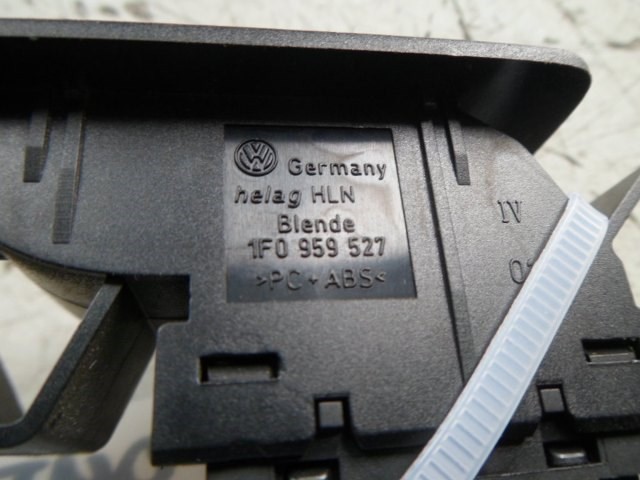 Germany
helag HLN
Blende
1F0 959 527
>PC+ABS<
IV